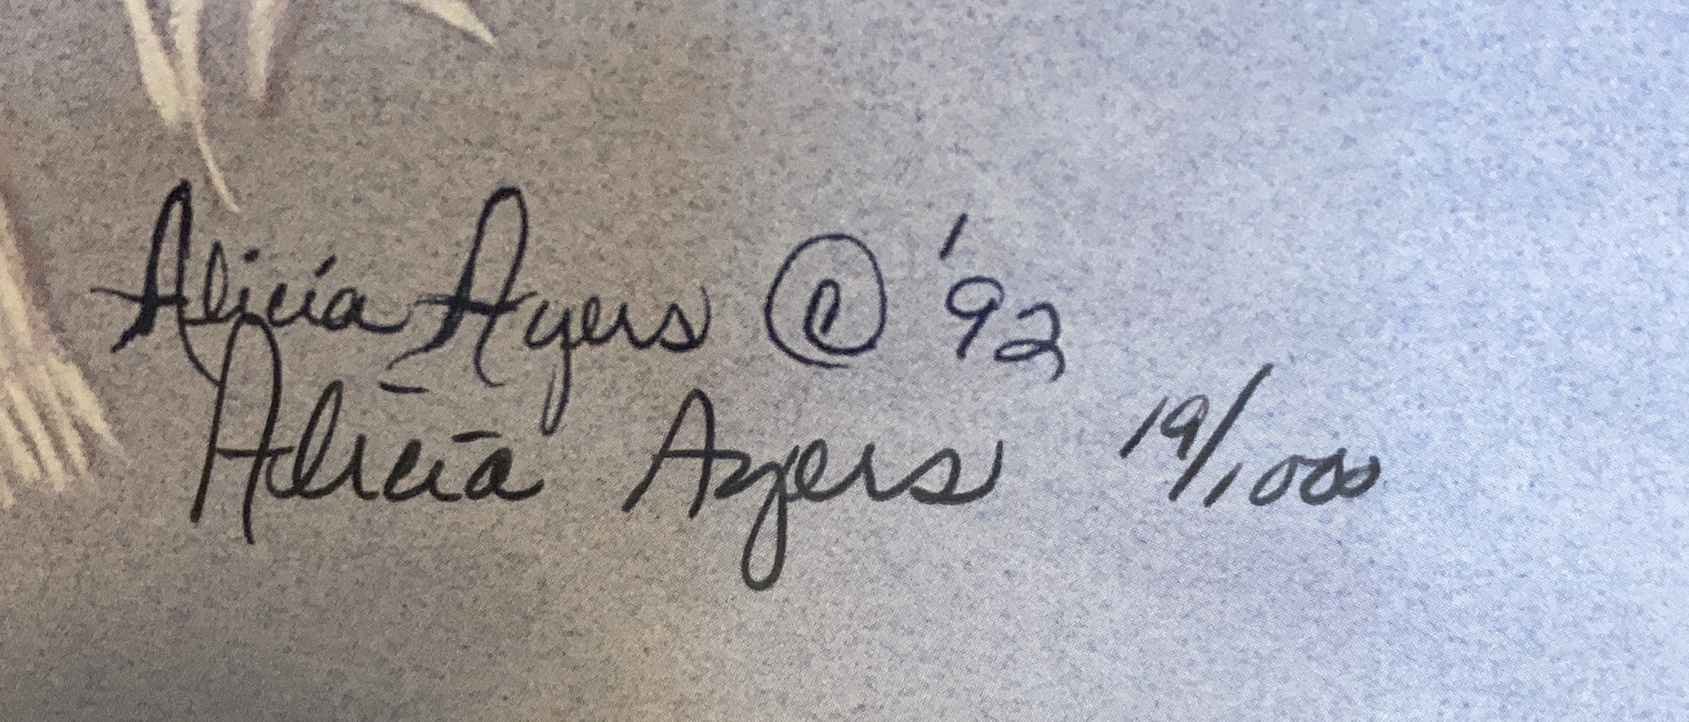 Alicia Ayers © '92
Alicia Ayers 19/1000